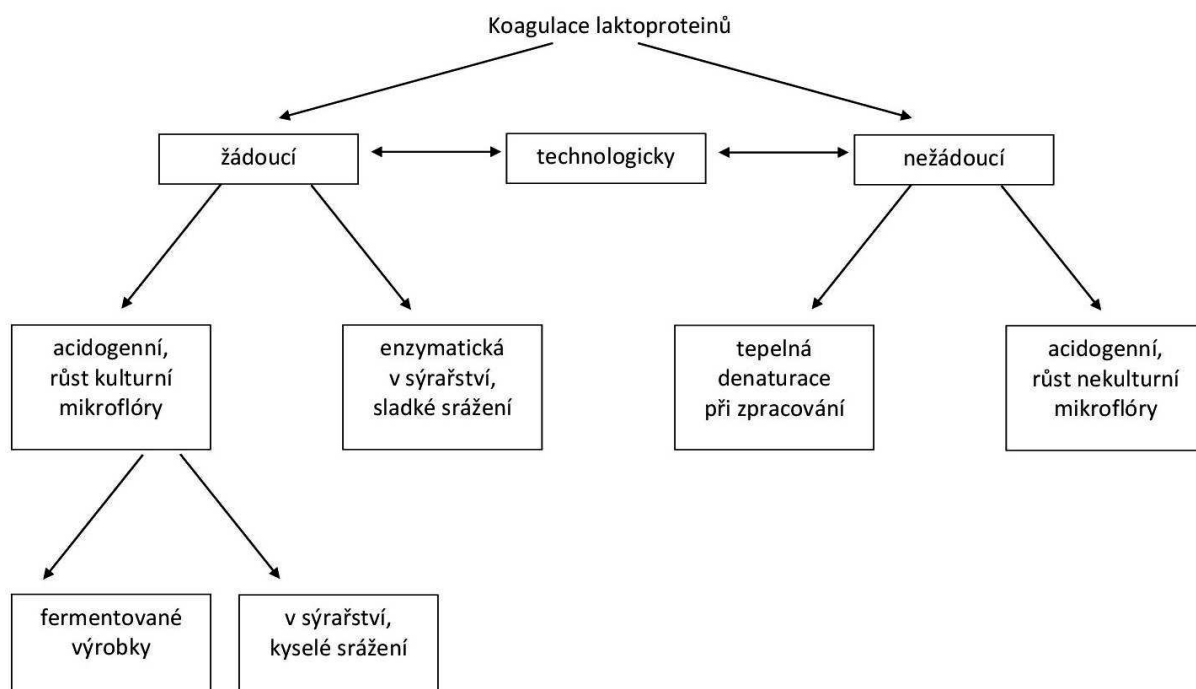 Koagulace laktoproteinů
žádoucí
technologicky
nežádoucí
acidogenní,
růst kulturní
mikroflóry
enzymatická
v sýrařství,
sladké srážení
tepelná
denaturace
při zpracování
acidogenní,
růst nekulturní
mikroflóry
fermentované
výrobky
v sýrařství,
kyselé srážení